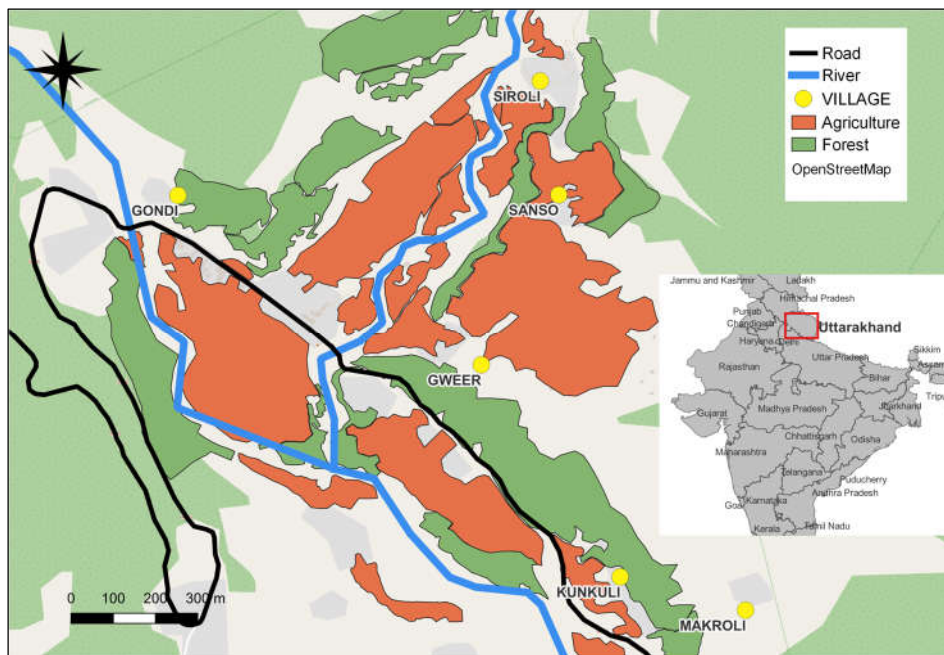 Road
River
VILLAGE
Agriculture
Forest
OpenStreetMap
SIROLI
GONDI
SANSO
GWEER
KUNKULI
MAKROLI
0 100 200 300 m
Jammu and Kashmir
Ladakh
Himachal Pradesh
Punjab
Chandigarh
Uttarakhand
Haryana
Delhi
Uttar Pradesh
Sikkim
Assam
Rajasthan
Bihar
Tripu
Gujarat
Madhya Pradesh
Jharkhand
Chhattisgarh
Odisha
Maharashtra
Telangana
Puducherry
Andhra Pradesh
Goa
Karnataka
Tamil Nadu
Kerala